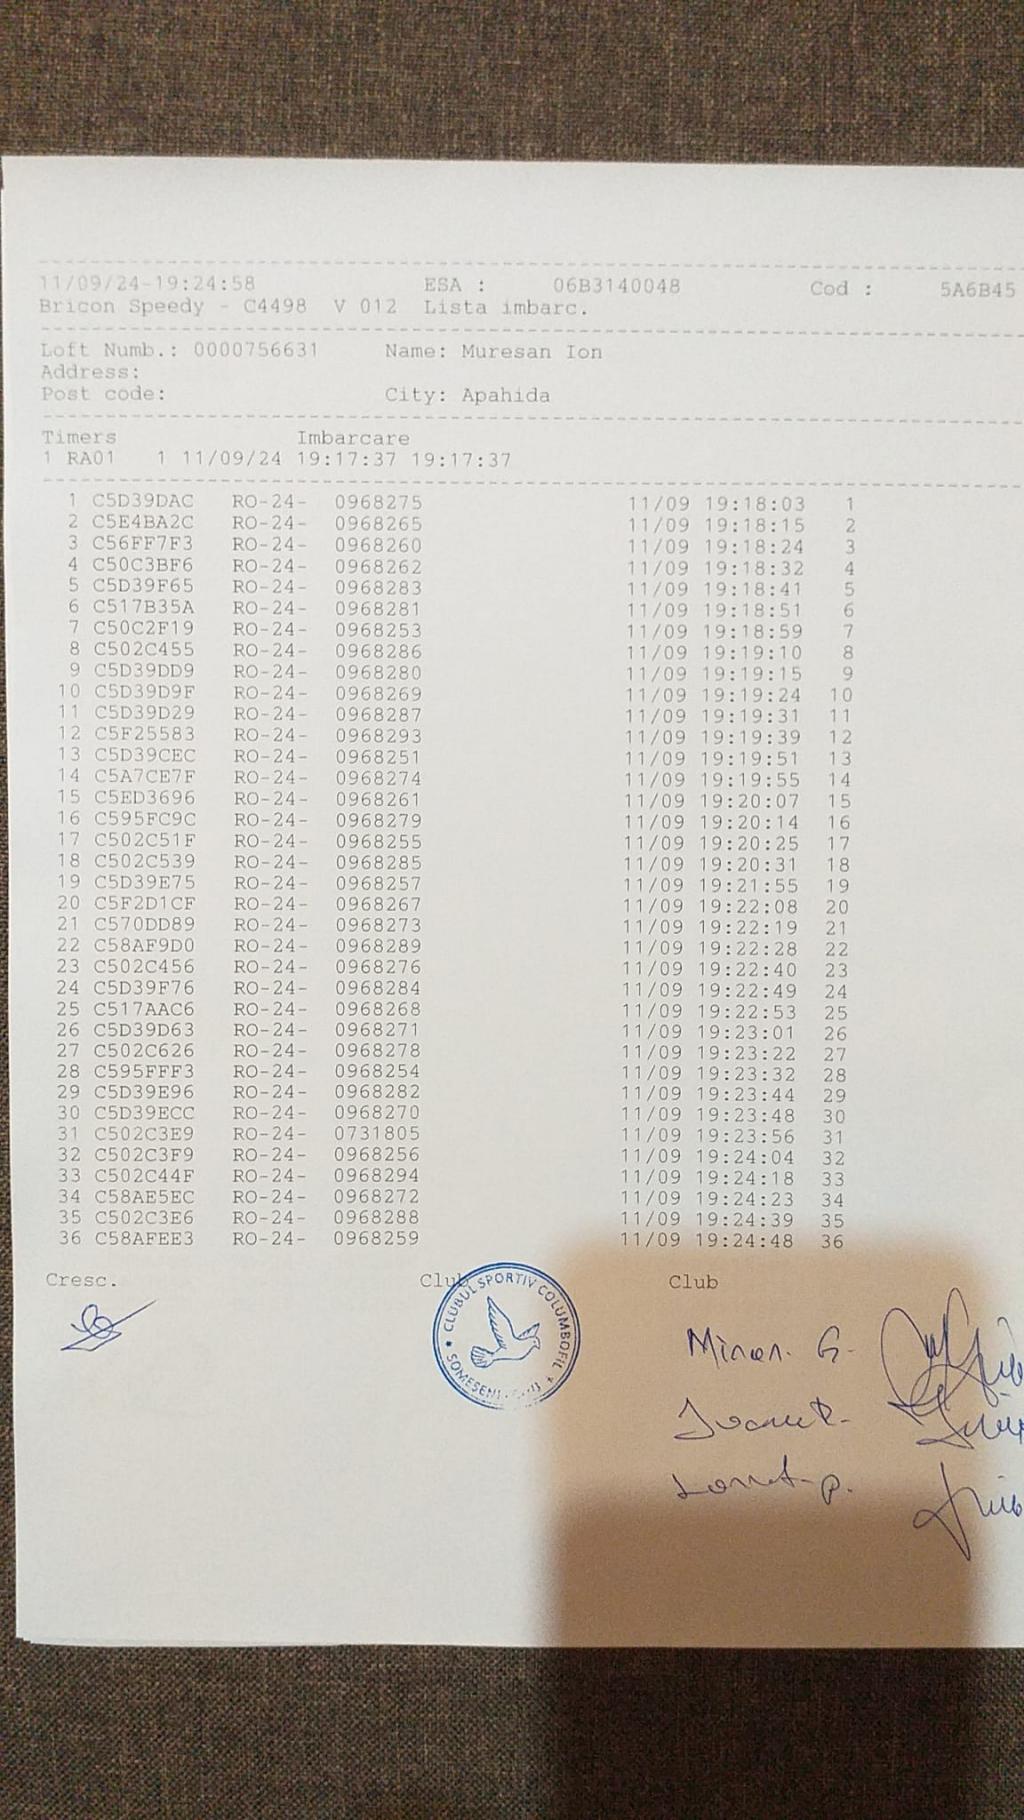 11/09/24-19:24:58 ESA : 06B3140048 Cod : 5A6B45
Bricon Speedy - C4498 V 012 Lista imbarc.
Loft Numb.: 0000756631 Name: Muresan Ion
Address:
Post code: City: Apahida
Timers Imbarcare
1 RA01 1 11/09/24 19:17:37 19:17:37
1 C5D39DAC RO-24- 0968275 11/09 19:18:03 1
2 C5E4BA2C RO-24- 0968265 11/09 19:18:15 2
3 C56FF7F3 RO-24- 0968260 11/09 19:18:24 3
4 C50C3BF6 RO-24- 0968262 11/09 19:18:32 4
5 C5D39F65 RO-24- 0968283 11/09 19:18:41 5
6 C517B35A RO-24- 0968281 11/09 19:18:51 6
7 C50C2F19 RO-24- 0968253 11/09 19:18:59 7
8 C502C455 RO-24- 0968286 11/09 19:19:10 8
9 C5D39DD9 RO-24- 0968280 11/09 19:19:15 9
10 C5D39D9F RO-24- 0968269 11/09 19:19:24 10
11 C5D39D29 RO-24- 0968287 11/09 19:19:31 11
12 C5F25583 RO-24- 0968293 11/09 19:19:39 12
13 C5D39CEC RO-24- 0968251 11/09 19:19:51 13
14 C5A7CE7F RO-24- 0968274 11/09 19:19:55 14
15 C5ED3696 RO-24- 0968261 11/09 19:20:07 15
16 C595FC9C RO-24- 0968279 11/09 19:20:14 16
17 C502C51F RO-24- 0968255 11/09 19:20:25 17
18 C502C539 RO-24- 0968285 11/09 19:20:31 18
19 C5D39E75 RO-24- 0968257 11/09 19:21:55 19
20 C5F2D1CF RO-24- 0968267 11/09 19:22:08 20
21 C570DD89 RO-24- 0968273 11/09 19:22:19 21
22 C58AF9D0 RO-24- 0968289 11/09 19:22:28 22
23 C502C456 RO-24- 0968276 11/09 19:22:40 23
24 C5D39F76 RO-24- 0968284 11/09 19:22:49 24
25 C517AAC6 RO-24- 0968268 11/09 19:22:53 25
26 C5D39D63 RO-24- 0968271 11/09 19:23:01 26
27 C502C626 RO-24- 0968278 11/09 19:23:22 27
28 C595FFF3 RO-24- 0968254 11/09 19:23:32 28
29 C5D39E96 RO-24- 0968282 11/09 19:23:44 29
30 C5D39ECC RO-24- 0968270 11/09 19:23:48 30
31 C502C3E9 RO-24- 0731805 11/09 19:23:56 31
32 C502C3F9 RO-24- 0968256 11/09 19:24:04 32
33 C502C44F RO-24- 0968294 11/09 19:24:18 33
34 C58AE5EC RO-24- 0968272 11/09 19:24:23 34
35 C502C3E6 RO-24- 0968288 11/09 19:24:39 35
36 C58AFEE3 RO-24- 0968259 11/09 19:24:48 36
Cresc. Club Club
CLUBUL SPORTIV COLUMBOFIL
SOMESENI